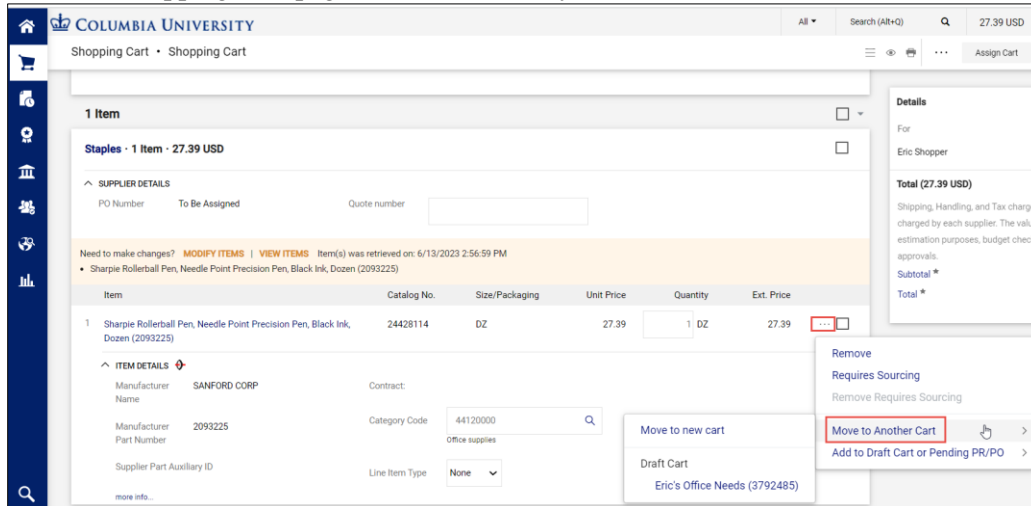 COLUMBIA UNIVERSITY
All
Search (Alt+Q)
27.39 USD
Shopping Cart • Shopping Cart
...
Assign Cart
1 Item
Staples · 1 Item · 27.39 USD
SUPPLIER DETAILS
PO Number To Be Assigned Quote number
Need to make changes? MODIFY ITEMS | VIEW ITEMS Item(s) was retrieved on: 6/13/2023 2:56:59 PM
• Sharpie Rollerball Pen, Needle Point Precision Pen, Black Ink, Dozen (2093225)
Item Catalog No. Size/Packaging Unit Price Quantity Ext. Price
1 Sharpie Rollerball Pen, Needle Point Precision Pen, Black Ink, 24428114 DZ 27.39 1 DZ 27.39 ...
Dozen (2093225)
ITEM DETAILS
Manufacturer SANFORD CORP Contract:
Name
Category Code 44120000
Manufacturer 2093225
Part Number
Office supplies
Supplier Part Auxiliary ID
Line Item Type None
more info...
Details
For
Eric Shopper
Total (27.39 USD)
Shipping, Handling, and Tax
charged by each supplier. The
estimation purposes, budget
approvals.
Subtotal *
Total *
Remove
Requires Sourcing
Remove Requires Sourcing
Move to Another Cart >
Add to Draft Cart or Pending PR/PO >
Move to new cart
Draft Cart
Eric's Office Needs (3792485)